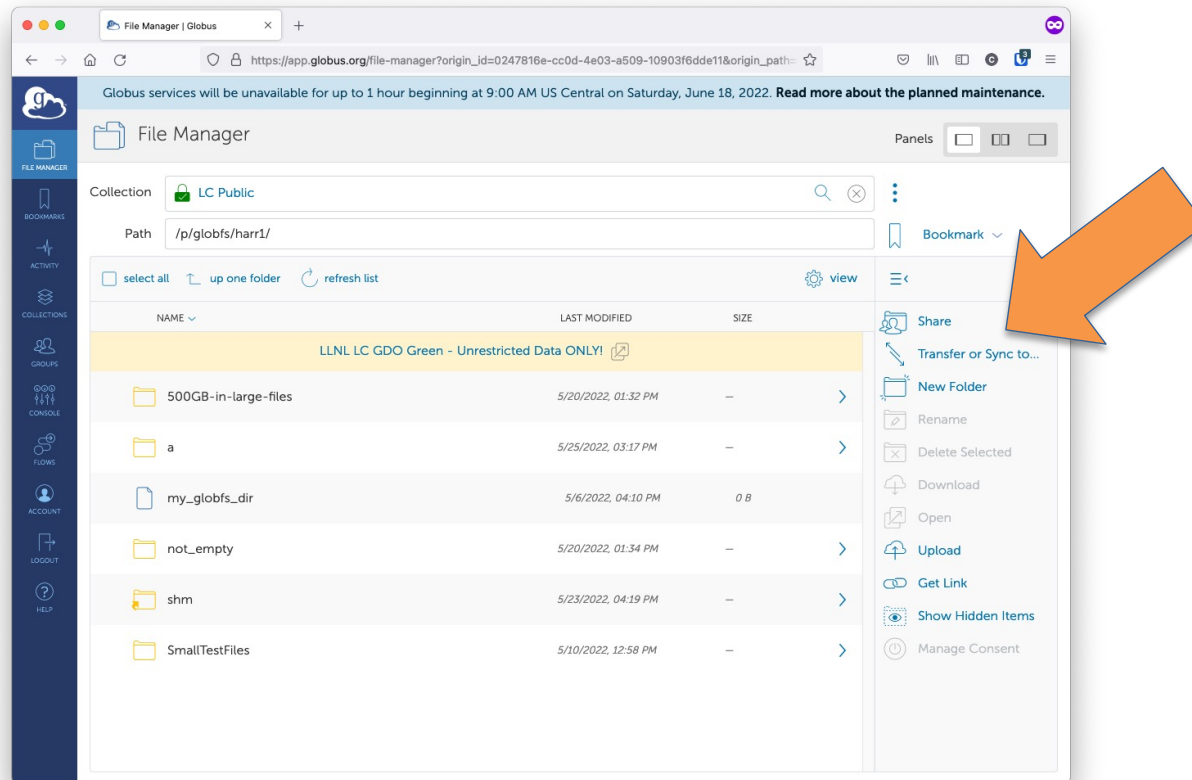 File Manager | Globus
https://app.globus.org/file-manager?origin_id=0247816e-cc0d-4e03-a509-10903f6dde11&origin_path=
3
Globus services will be unavailable for up to 1 hour beginning at 9:00 AM US Central on Saturday, June 18, 2022. Read more about the planned maintenance.
g
File Manager
Panels
FILE MANAGER
BOOKMARKS
ACTIVITY
COLLECTIONS
GROUPS
CONSOLE
FLOWS
ACCOUNT
LOGOUT
HELP
Collection LC Public
Path /p/globfs/harr1/
Bookmark
select all up one folder refresh list view
NAME LAST MODIFIED SIZE
LLNL LC GDO Green - Unrestricted Data ONLY!
500GB-in-large-files 5/20/2022, 01:32 PM —
a 5/25/2022, 03:17 PM —
my_globfs_dir 5/6/2022, 04:10 PM 0 B
not_empty 5/20/2022, 01:34 PM —
shm 5/23/2022, 04:19 PM —
SmallTestFiles 5/10/2022, 12:58 PM —
Share
Transfer or Sync to...
New Folder
Rename
Delete Selected
Download
Open
Upload
Get Link
Show Hidden Items
Manage Consent